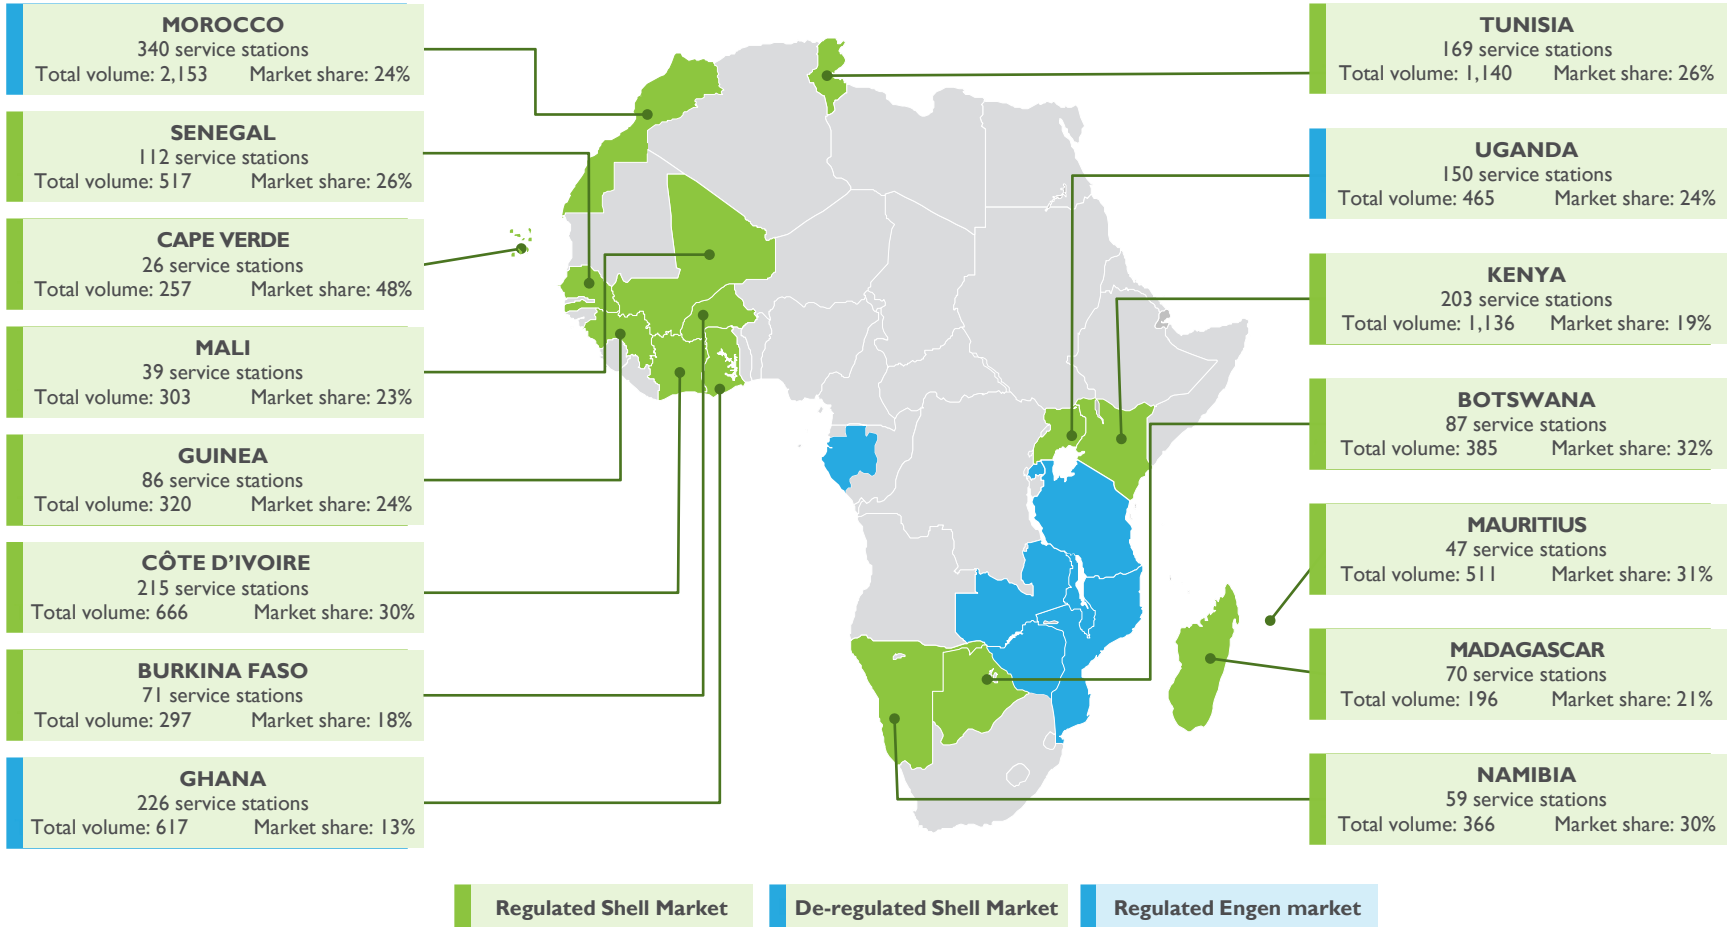 MOROCCO
340 service stations
Total volume: 2,153 Market share: 24%
SENEGAL
112 service stations
Total volume: 517 Market share: 26%
CAPE VERDE
26 service stations
Total volume: 257 Market share: 48%
MALI
39 service stations
Total volume: 303 Market share: 23%
GUINEA
86 service stations
Total volume: 320 Market share: 24%
CÔTE D’IVOIRE
215 service stations
Total volume: 666 Market share: 30%
BURKINA FASO
71 service stations
Total volume: 297 Market share: 18%
GHANA
226 service stations
Total volume: 617 Market share: 13%
TUNISIA
169 service stations
Total volume: 1,140 Market share: 26%
UGANDA
150 service stations
Total volume: 465 Market share: 24%
KENYA
203 service stations
Total volume: 1,136 Market share: 19%
BOTSWANA
87 service stations
Total volume: 385 Market share: 32%
MAURITIUS
47 service stations
Total volume: 511 Market share: 31%
MADAGASCAR
70 service stations
Total volume: 196 Market share: 21%
NAMIBIA
59 service stations
Total volume: 366 Market share: 30%
Regulated Shell Market
De-regulated Shell Market
Regulated Engen market